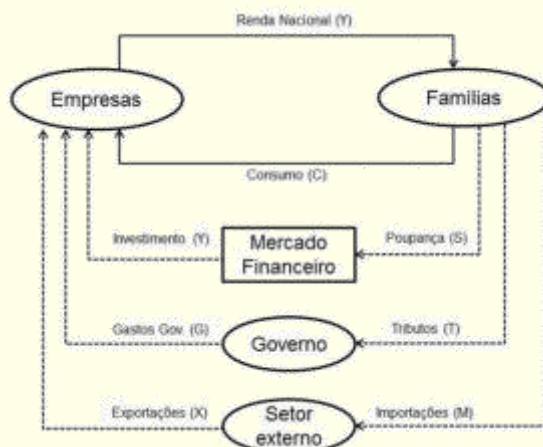 Renda Nacional (Y)
Empresas
Famílias
Consumo (C)
Investimento (Y)
Mercado
Financeiro
Poupança (S)
Gastos Gov. (G)
Governo
Tributos (T)
Exportações (X)
Setor
externo
Importações (M)